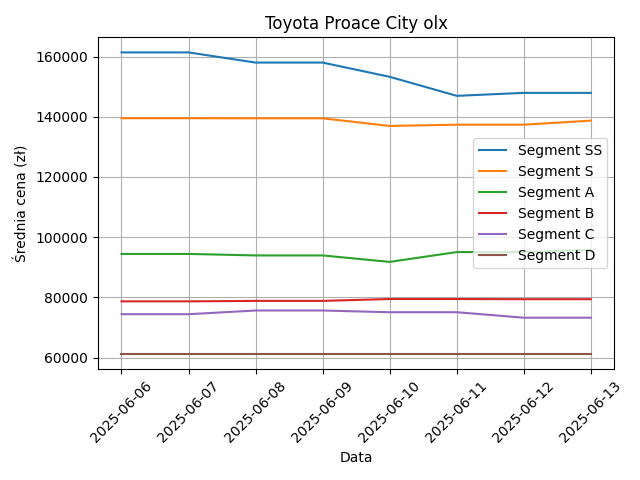 Toyota Proace City olx
Średnia cena (zł)
160000
140000
120000
100000
80000
60000
Segment SS
Segment S
Segment A
Segment B
Segment C
Segment D
2025-06-06
2025-06-07
2025-06-08
2025-06-09
2025-06-10
2025-06-11
2025-06-12
2025-06-13
Data